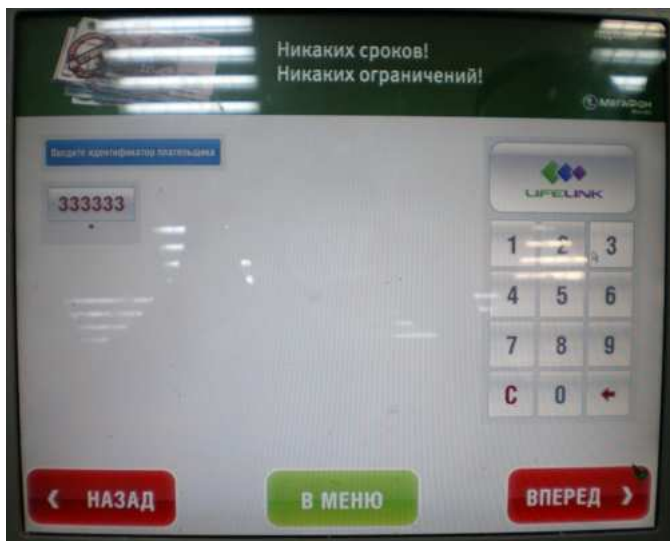 Никаких сроков!
Никаких ограничений!
МегаФон
Введите идентификатор плательщика
333333
LIFELINK
1 2 3
4 5 6
7 8 9
С 0
НАЗАД
В МЕНЮ
ВПЕРЕД